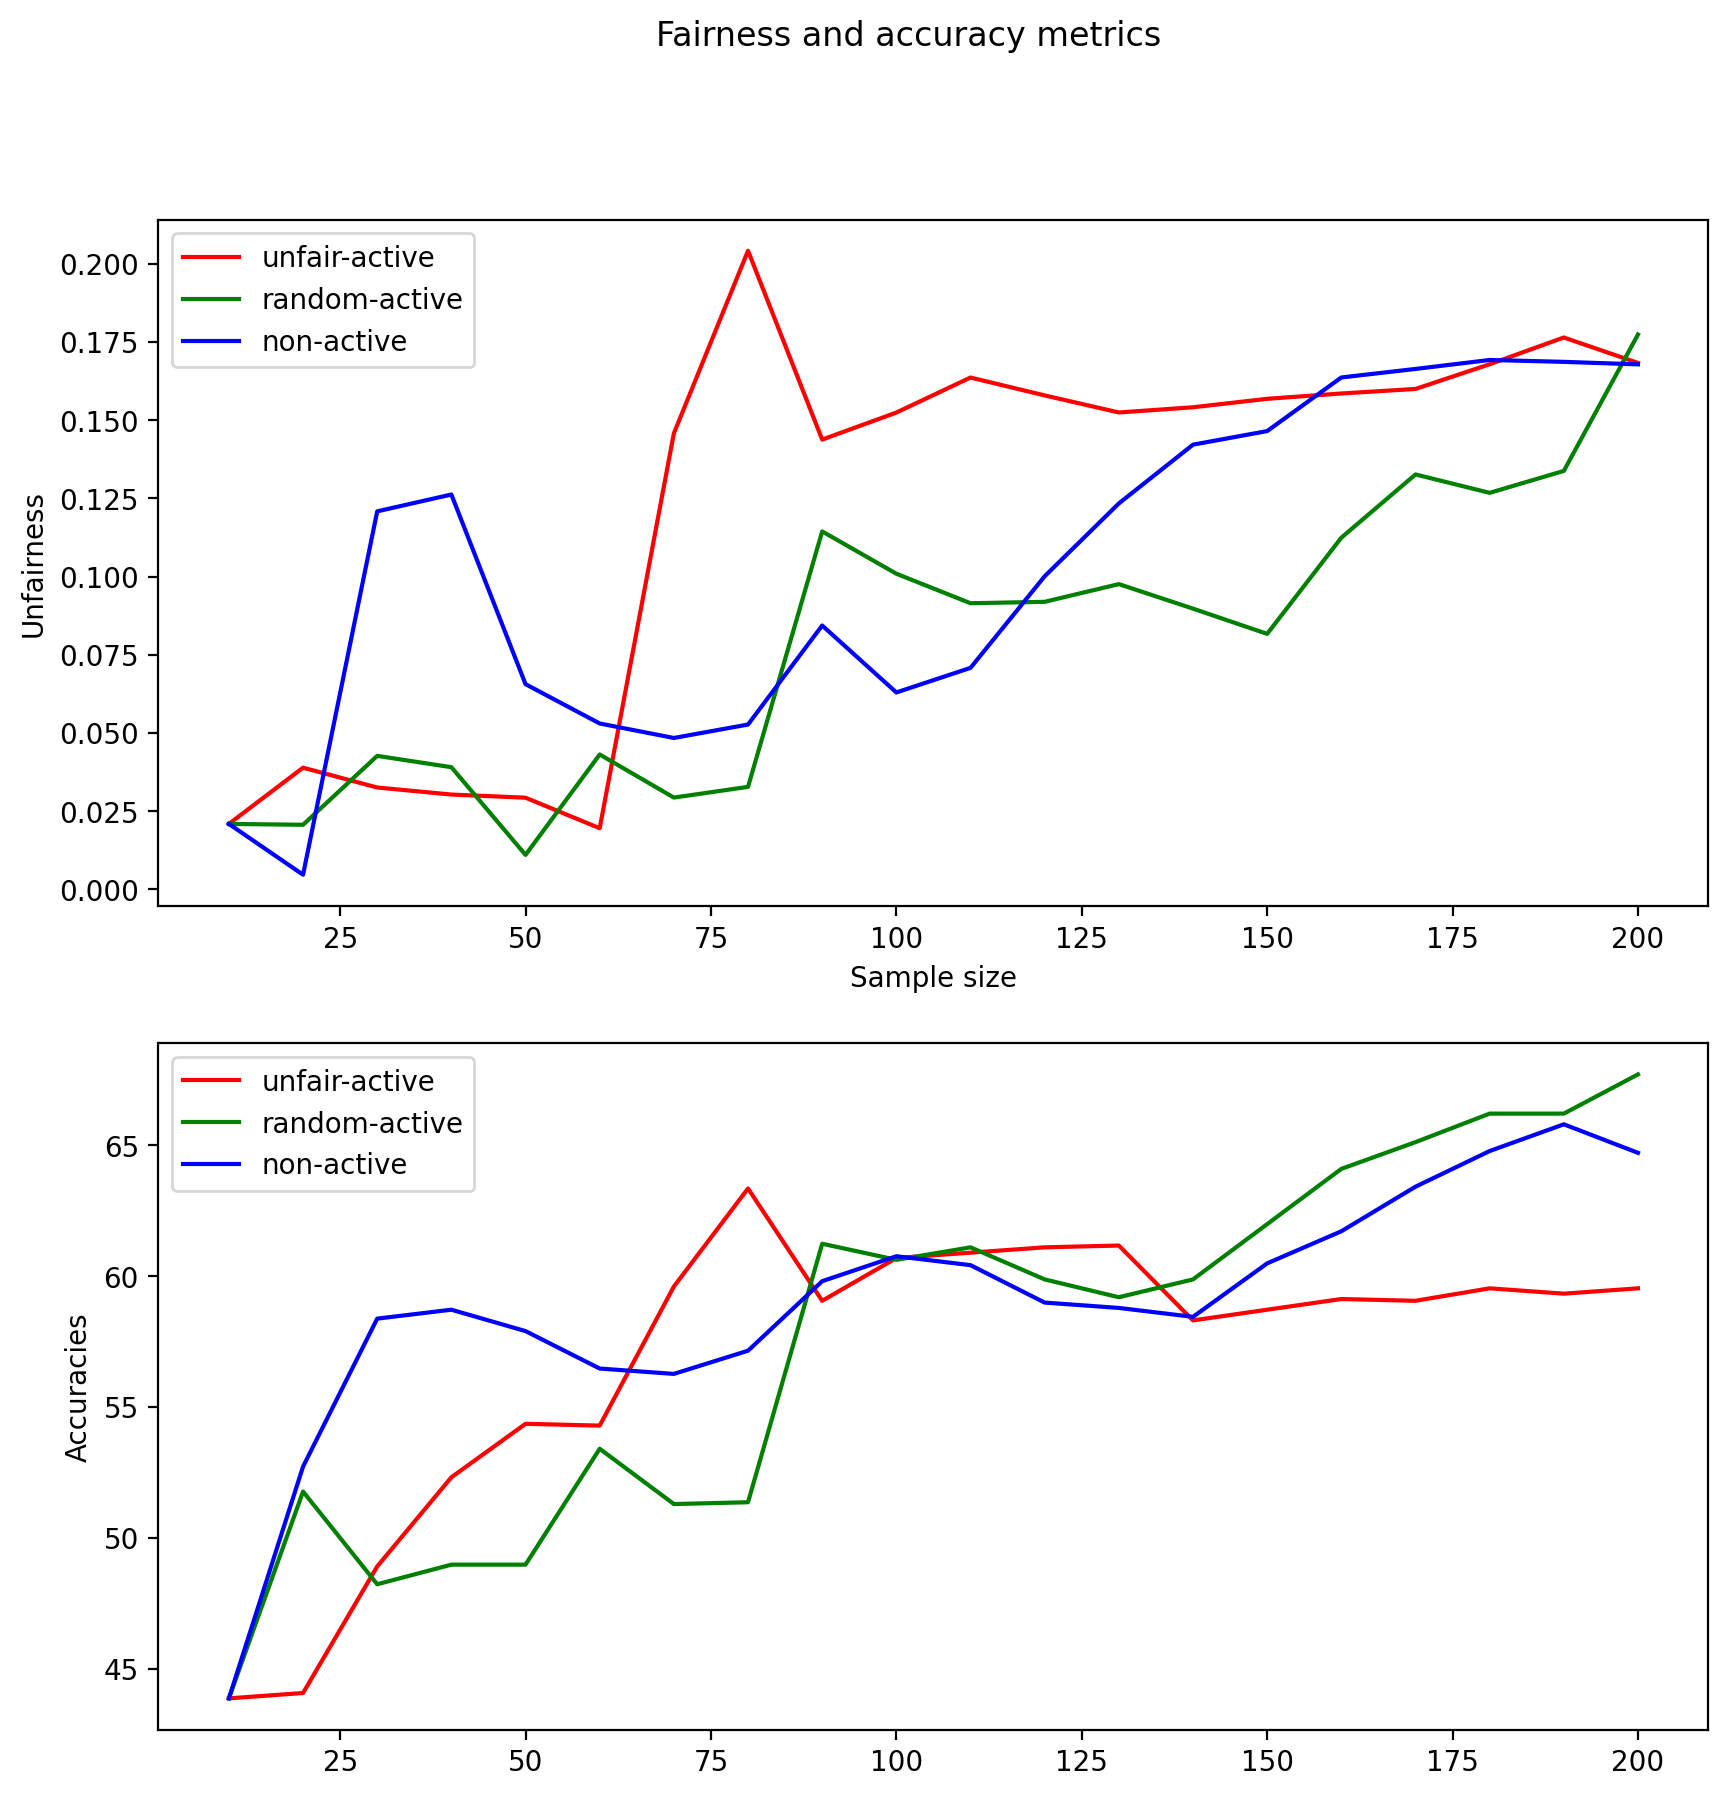 Fairness and accuracy metrics
unfair-active
random-active
non-active
0.200
0.175
0.150
0.125
0.100
0.075
0.050
0.025
0.000
Unfairness
25 50 75 100 125 150 175 200
Sample size
unfair-active
random-active
non-active
65
60
55
50
45
Accuracies
25 50 75 100 125 150 175 200